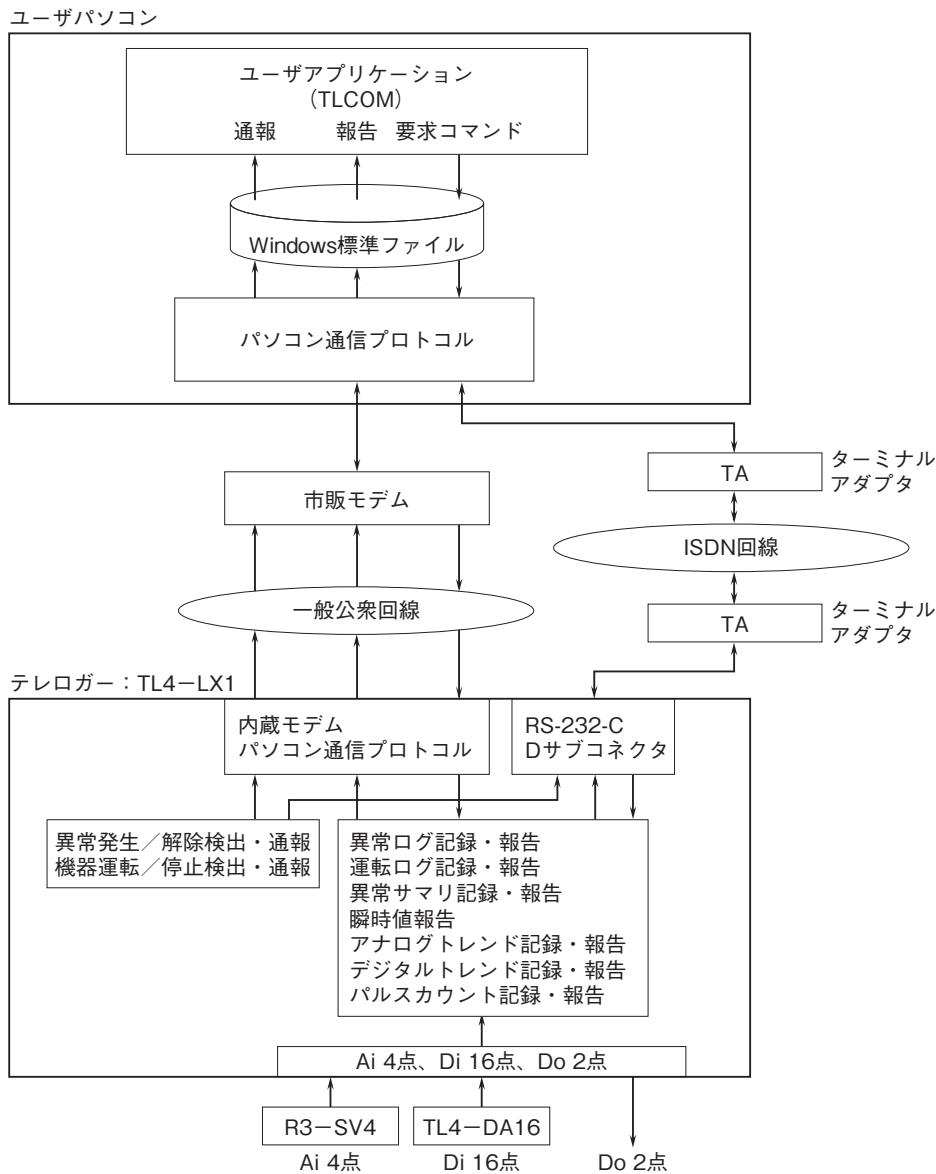 ユーザパソコン
ユーザアプリケーション
（TLCOM）
通報 報告 要求コマンド
Windows標準ファイル
パソコン通信プロトコル
市販モデム
TA
ターミナル
アダプタ
ISDN回線
一般公衆回線
TA
ターミナル
アダプタ
テレロガー：TL4－LX1
内蔵モデム
パソコン通信プロトコル
RS-232-C
Dサブコネクタ
異常発生／解除検出・通報
機器運転／停止検出・通報
異常ログ記録・報告
運転ログ記録・報告
異常サマリ記録・報告
瞬時値報告
アナログトレンド記録・報告
デジタルトレンド記録・報告
パルスカウント記録・報告
Ai 4点、Di 16点、Do 2点
R3－SV4
TL4－DA16
Ai 4点
Di 16点
Do 2点